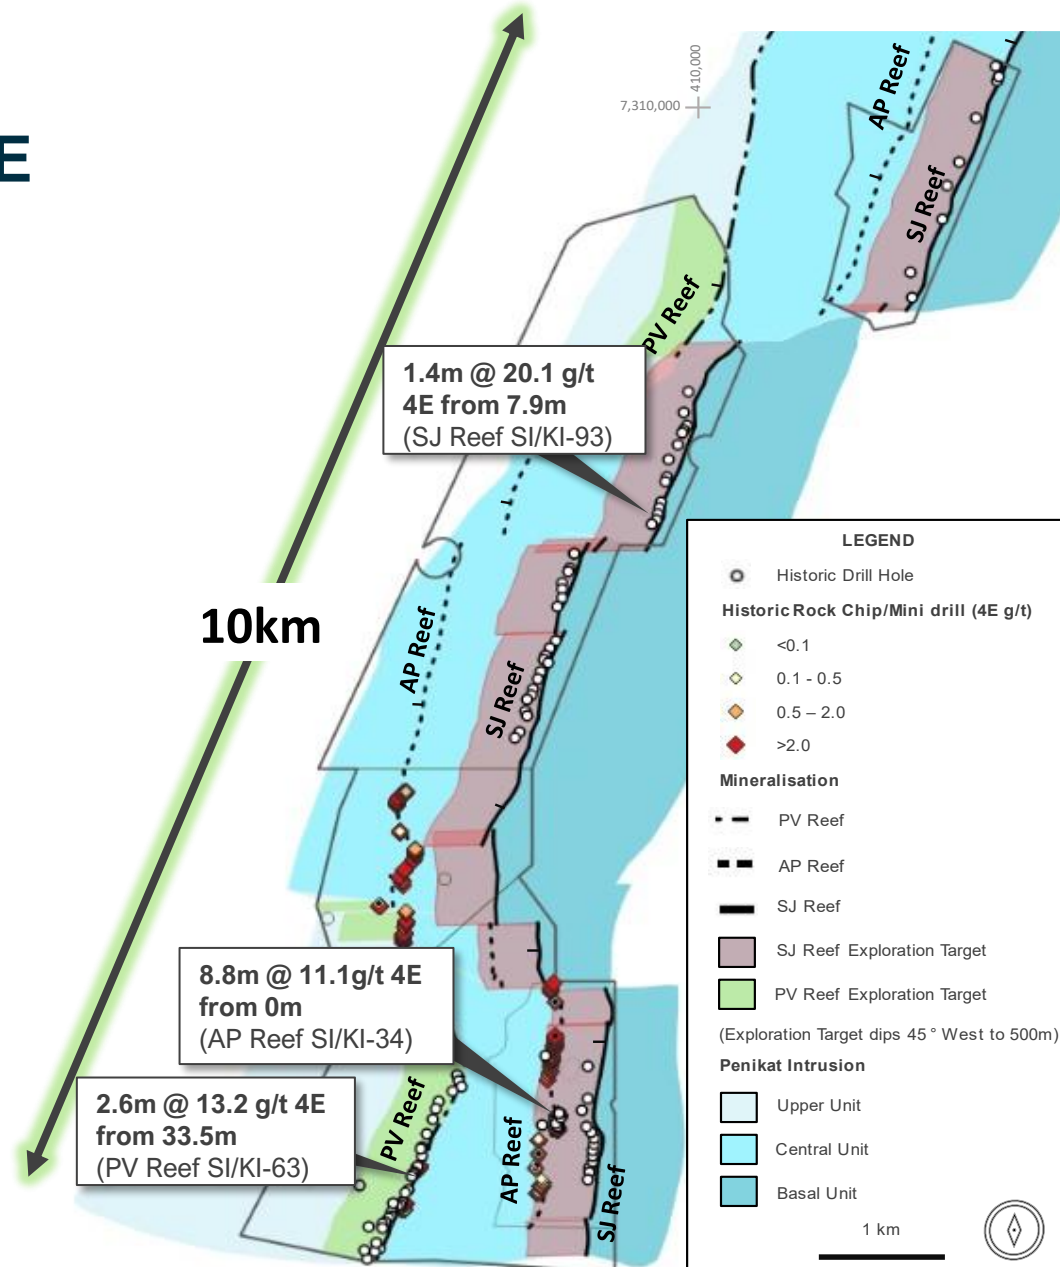 E
410,000
7,310,000
AP Reef
SJ Reef
PV Reef
1.4m @ 20.1 g/t
4E from 7.9m
(SJ Reef SI/KI-93)
10km
AP Reef
SJ Reef
8.8m @ 11.1g/t 4E
from 0m
(AP Reef SI/KI-34)
2.6m @ 13.2 g/t 4E
from 33.5m
(PV Reef SI/KI-63)
PV Reef
AP Reef
SJ Reef
LEGEND
Historic Drill Hole
Historic Rock Chip/Mini drill (4E g/t)
<0.1
0.1 - 0.5
0.5 – 2.0
>2.0
Mineralisation
PV Reef
AP Reef
SJ Reef
SJ Reef Exploration Target
PV Reef Exploration Target
(Exploration Target dips 45° West to 500m)
Penikat Intrusion
Upper Unit
Central Unit
Basal Unit
1 km